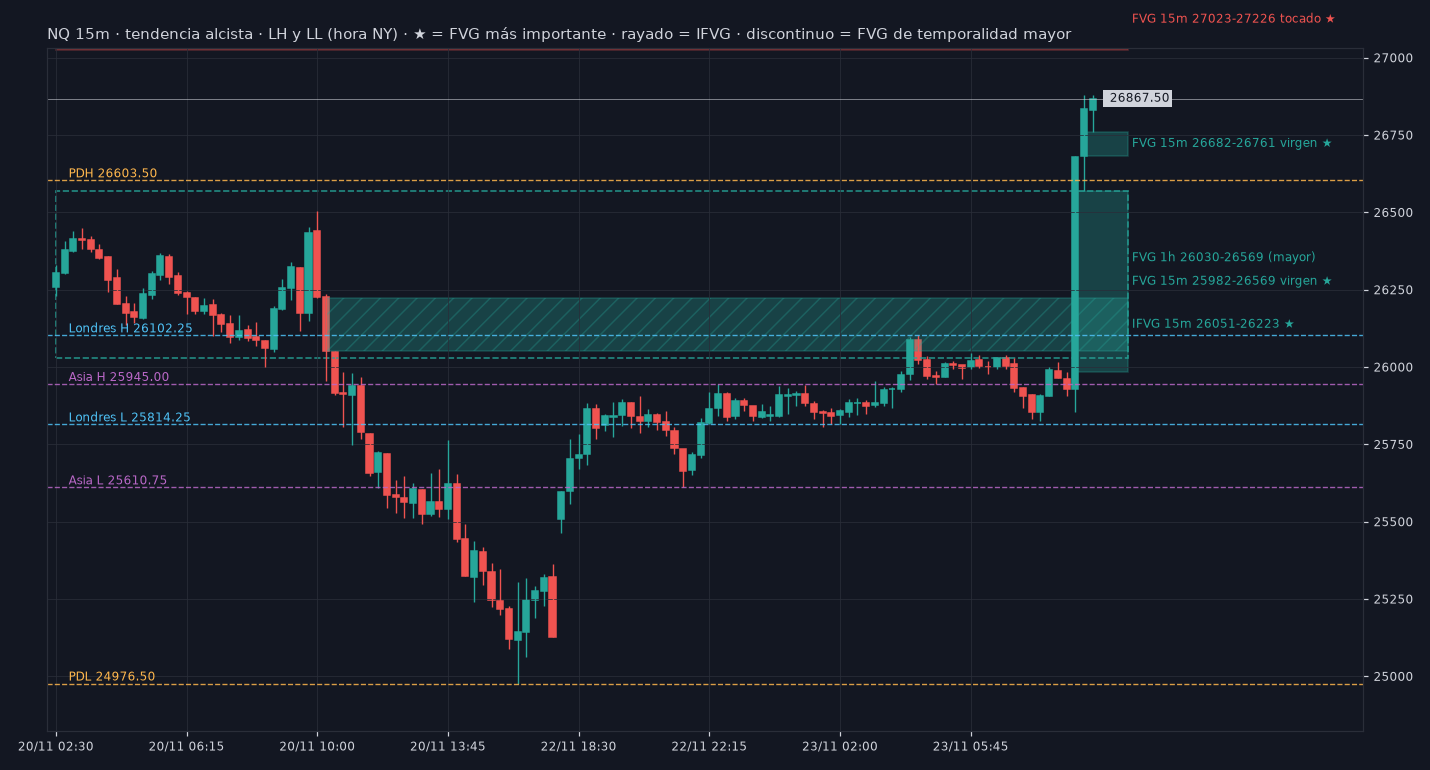 FVG 15m 27023-27226 tocado ★
NQ 15m · tendencia alcista · LH y LL (hora NY) · ★ = FVG más importante · rayado = IFVG · discontinuo = FVG de temporalidad mayor
27000
26867.50
26750
FVG 15m 26682-26761 virgen ★
PDH 26603.50
26500
FVG 1h 26030-26569 (mayor)
FVG 15m 25982-26569 virgen ★
26250
IFVG 15m 26051-26223 ★
Londres H 26102.25
26000
Asia H 25945.00
Londres L 25814.25
25750
Asia L 25610.75
25500
25250
PDL 24976.50
25000
20/11 02:30 20/11 06:15 20/11 10:00 20/11 13:45 22/11 18:30 22/11 22:15 23/11 02:00 23/11 05:45